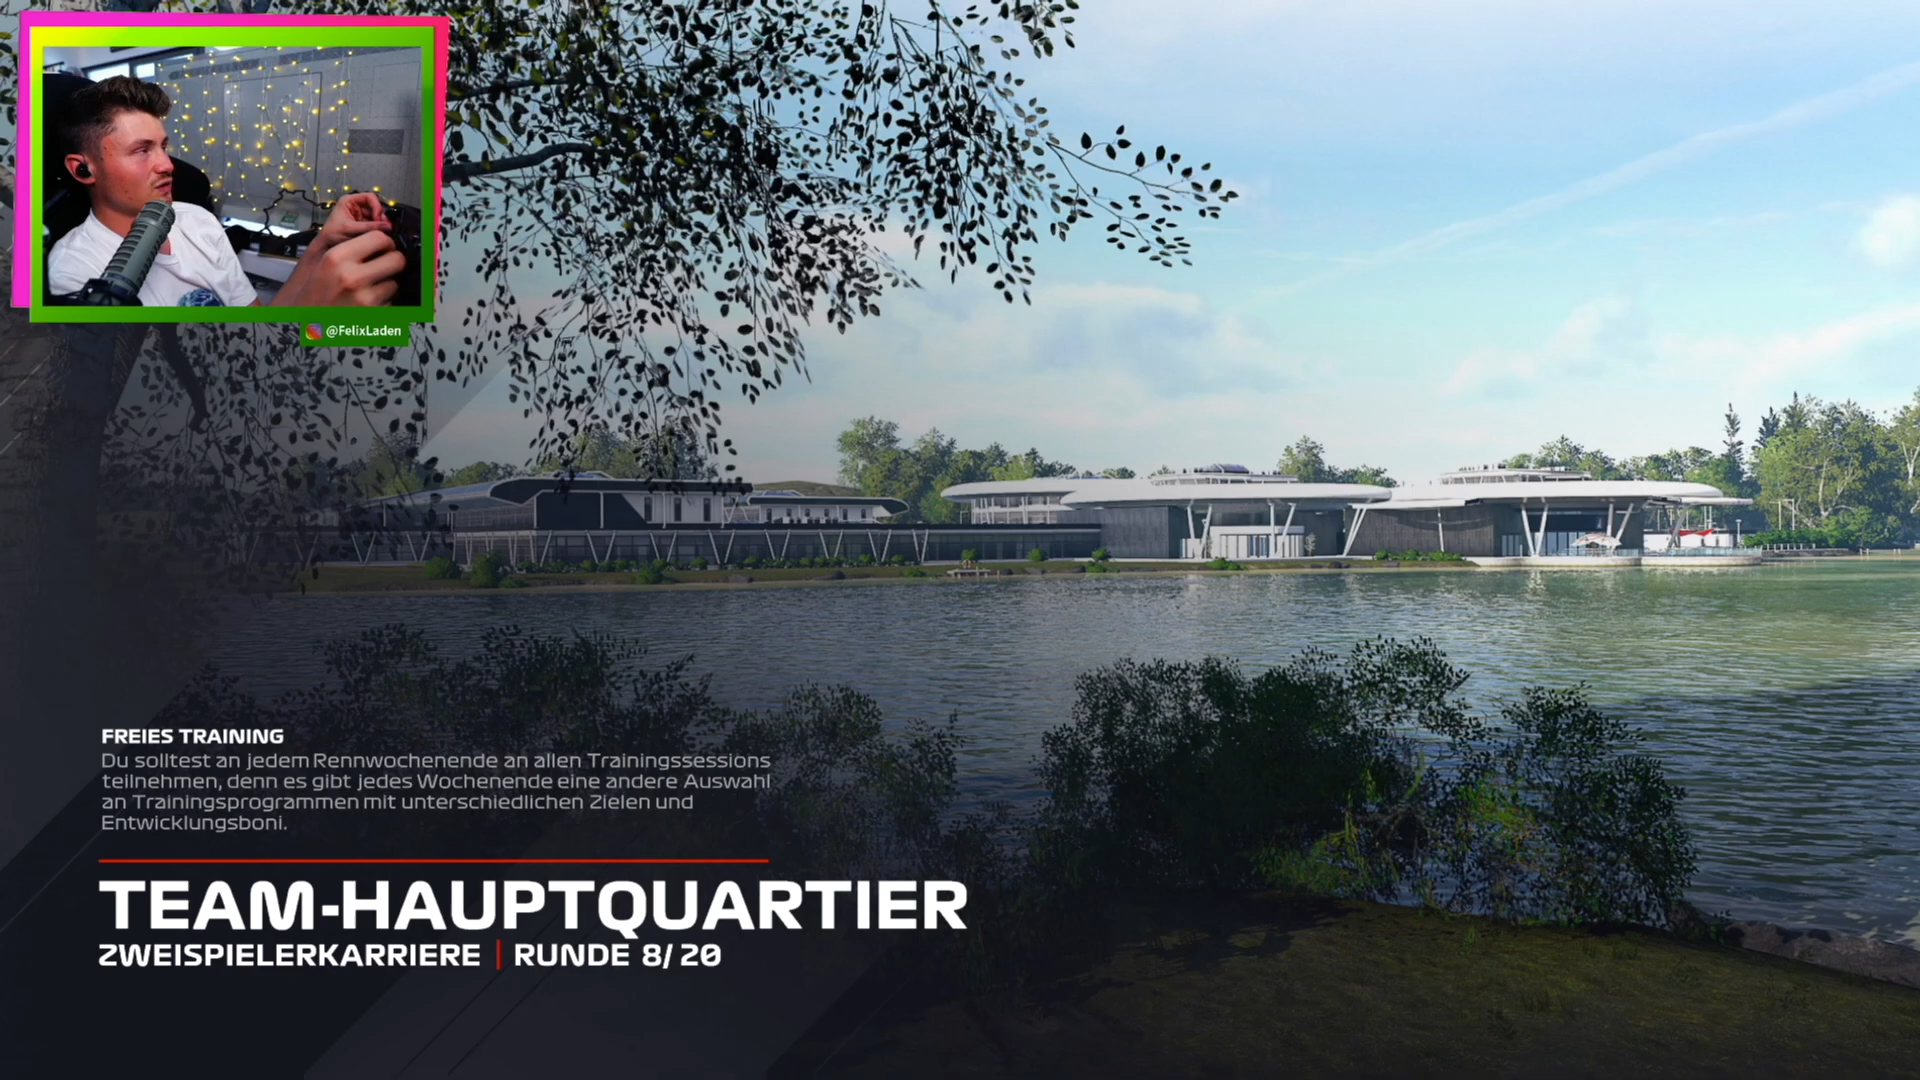 @FelixLaden
FREIES TRAINING
Du solltest an jedem Rennwochenende an allen Trainingssessions
teilnehmen, denn es gibt jedes Wochenende eine andere Auswahl
an Trainingsprogrammen mit unterschiedlichen Zielen und
Entwicklungsboni.
TEAM-HAUPTQUARTIER
ZWEISPIELERKARRIERE | RUNDE 8/20